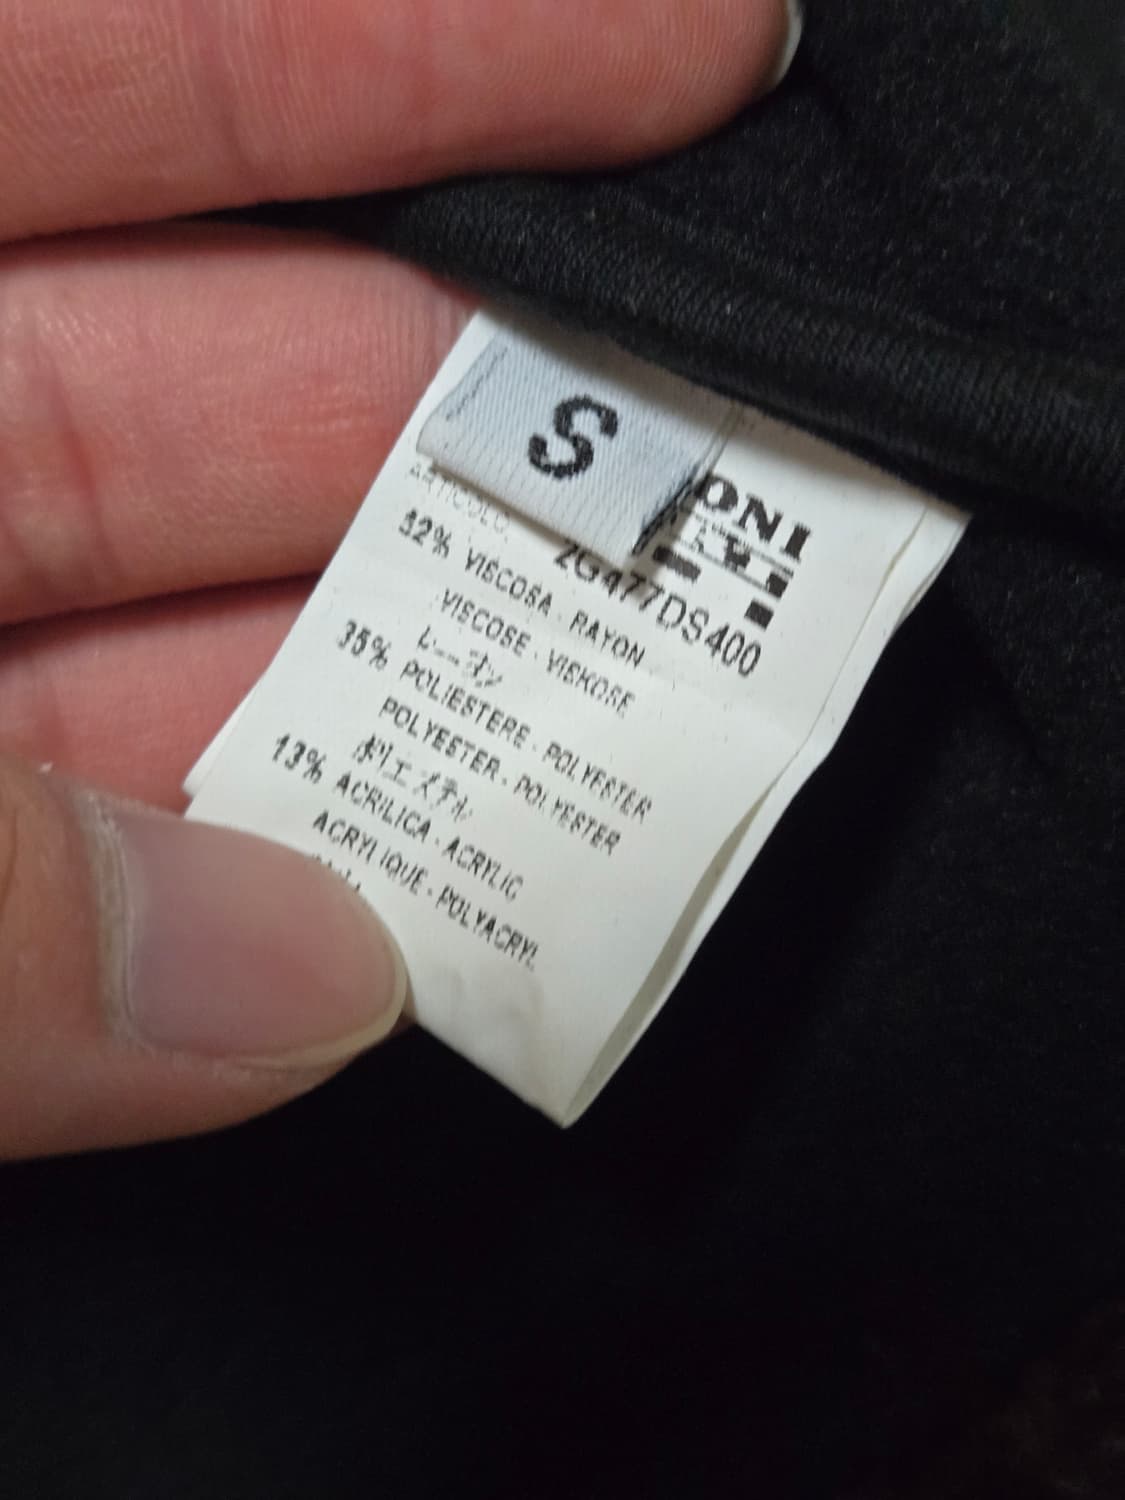 S
ONI
ARTICOLO
ZG477DS400
52% VISCOSA - RAYON
VISCOSE - VISKOSE
レーヨン
35% POLIESTERE - POLYESTER
POLYESTER - POLYESTER
ポリエステル
13% ACRILICA - ACRYLIC
ACRYLIQUE - POLYACRYL